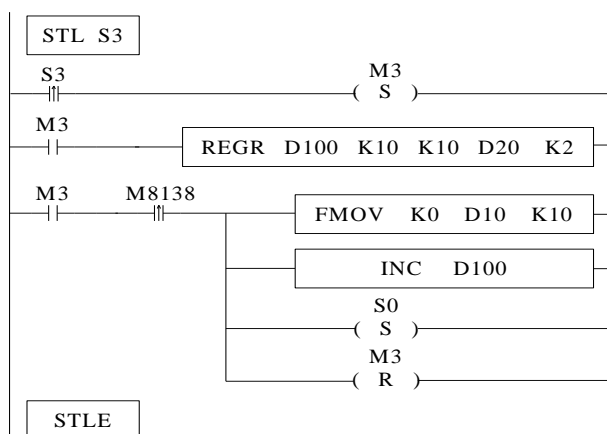 STL S3
S3
M3
( S )
M3
REGR D100 K10 K10 D20 K2
M3 M8138
FMOV K0 D10 K10
INC D100
S0
( S )
M3
( R )
STLE